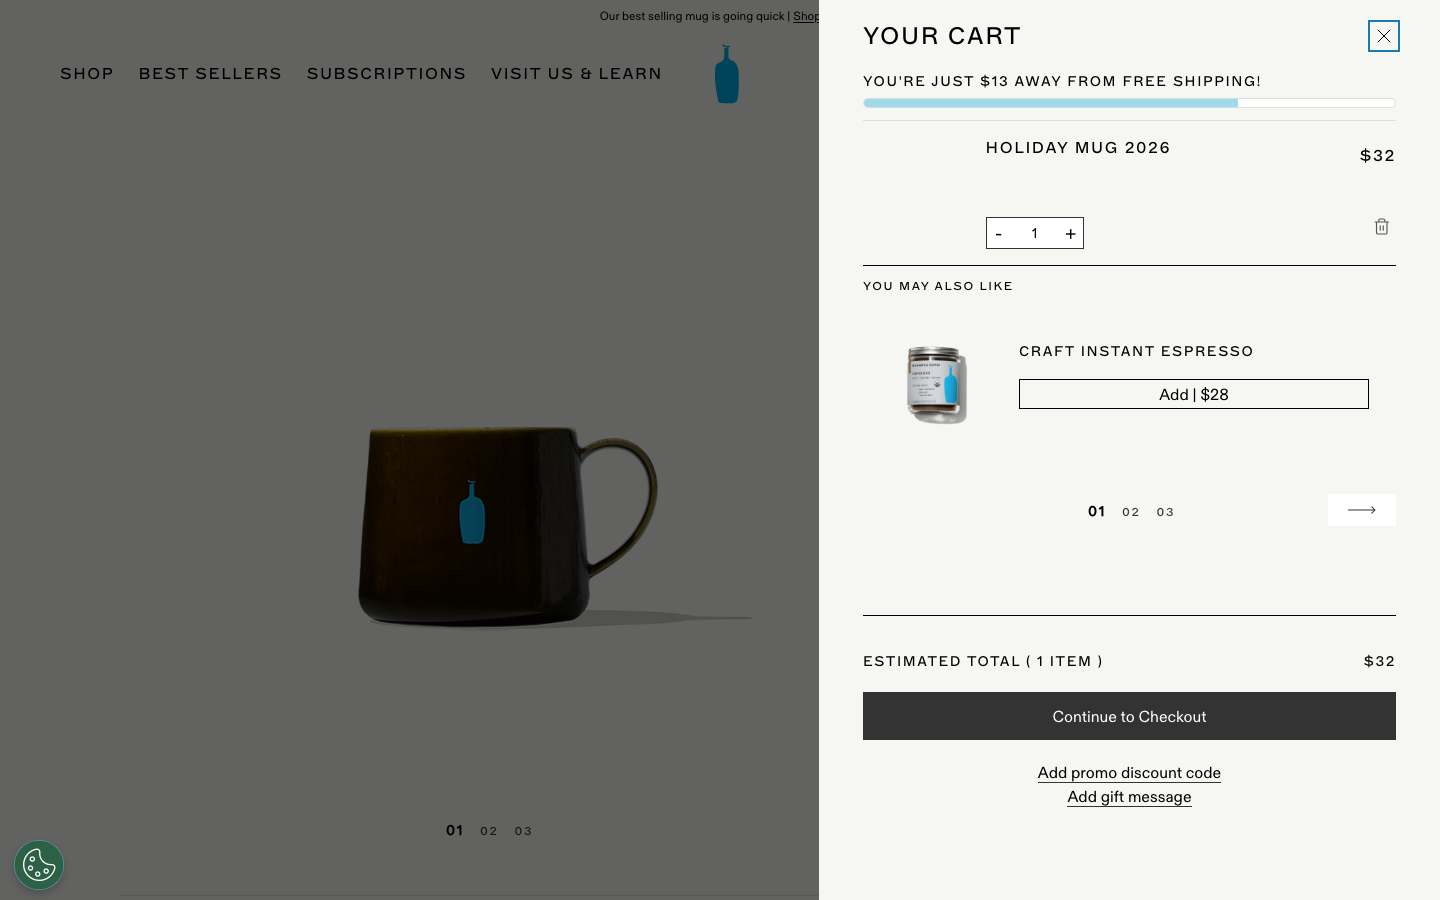 Our best selling mug is going quick | Shop
SHOP BEST SELLERS SUBSCRIPTIONS VISIT US & LEARN
01 02 03
YOUR CART
YOU'RE JUST $13 AWAY FROM FREE SHIPPING!
HOLIDAY MUG 2026
$32
- 1 +
YOU MAY ALSO LIKE
CRAFT INSTANT ESPRESSO
Add | $28
01 02 03
ESTIMATED TOTAL ( 1 ITEM ) $32
Continue to Checkout
Add promo discount code
Add gift message